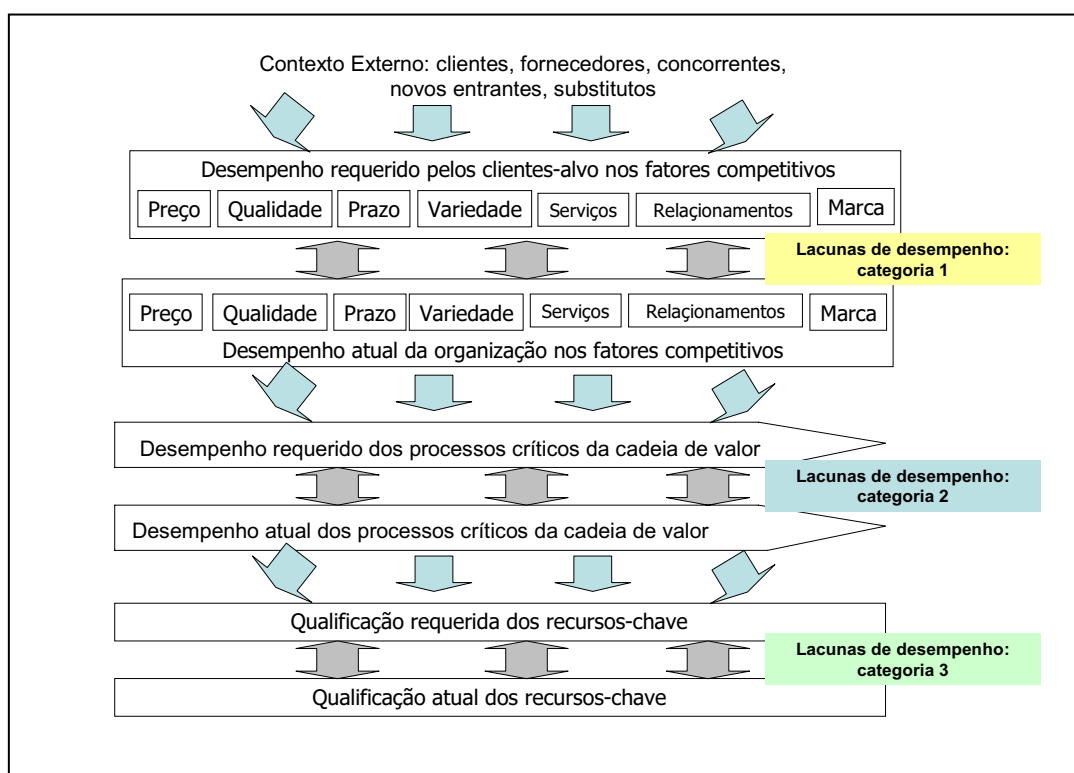 Contexto Externo: clientes, fornecedores, concorrentes,
novos entrantes, substitutos
Desempenho requerido pelos clientes-alvo nos fatores competitivos
Preço Qualidade Prazo Variedade Serviços Relaçionamentos Marca
Lacunas de desempenho:
categoria 1
Preço Qualidade Prazo Variedade Serviços Relaçionamentos Marca
Desempenho atual da organização nos fatores competitivos
Desempenho requerido dos processos críticos da cadeia de valor
Lacunas de desempenho:
categoria 2
Desempenho atual dos processos críticos da cadeia de valor
Qualificação requerida dos recursos-chave
Lacunas de desempenho:
categoria 3
Qualificação atual dos recursos-chave